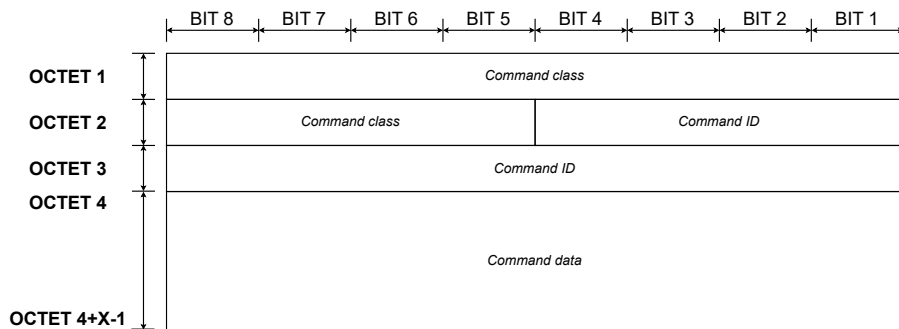 BIT 8 BIT 7 BIT 6 BIT 5 BIT 4 BIT 3 BIT 2 BIT 1
OCTET 1 Command class
OCTET 2 Command class Command ID
OCTET 3 Command ID
OCTET 4
Command data
OCTET 4+X-1